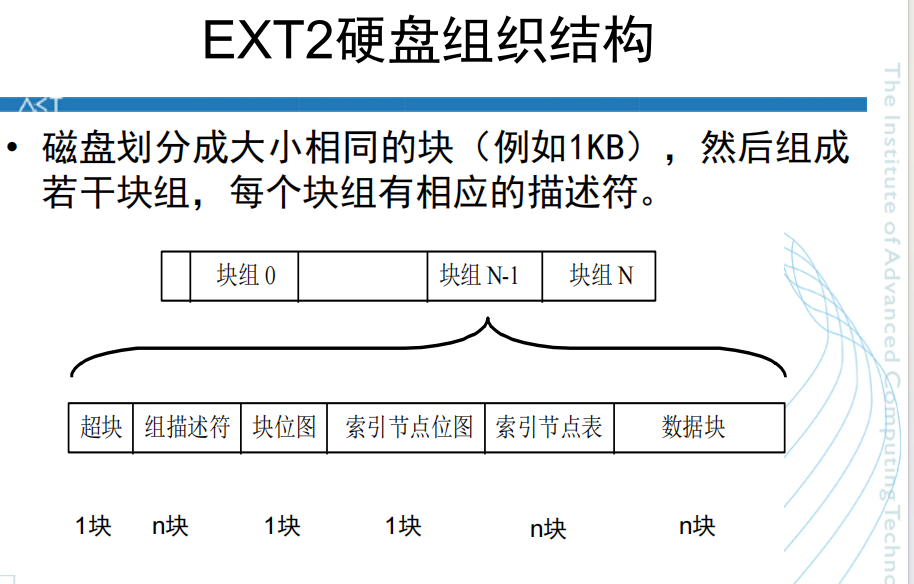 EXT2硬盘组织结构
• 磁盘划分成大小相同的块（例如1KB），然后组成
若干块组，每个块组有相应的描述符。
块组 0
块组 N-1
块组 N
超块
组描述符
块位图
索引节点位图
索引节点表
数据块
1块
n块
1块
1块
n块
n块
The Institute of Advanced Computing Techno